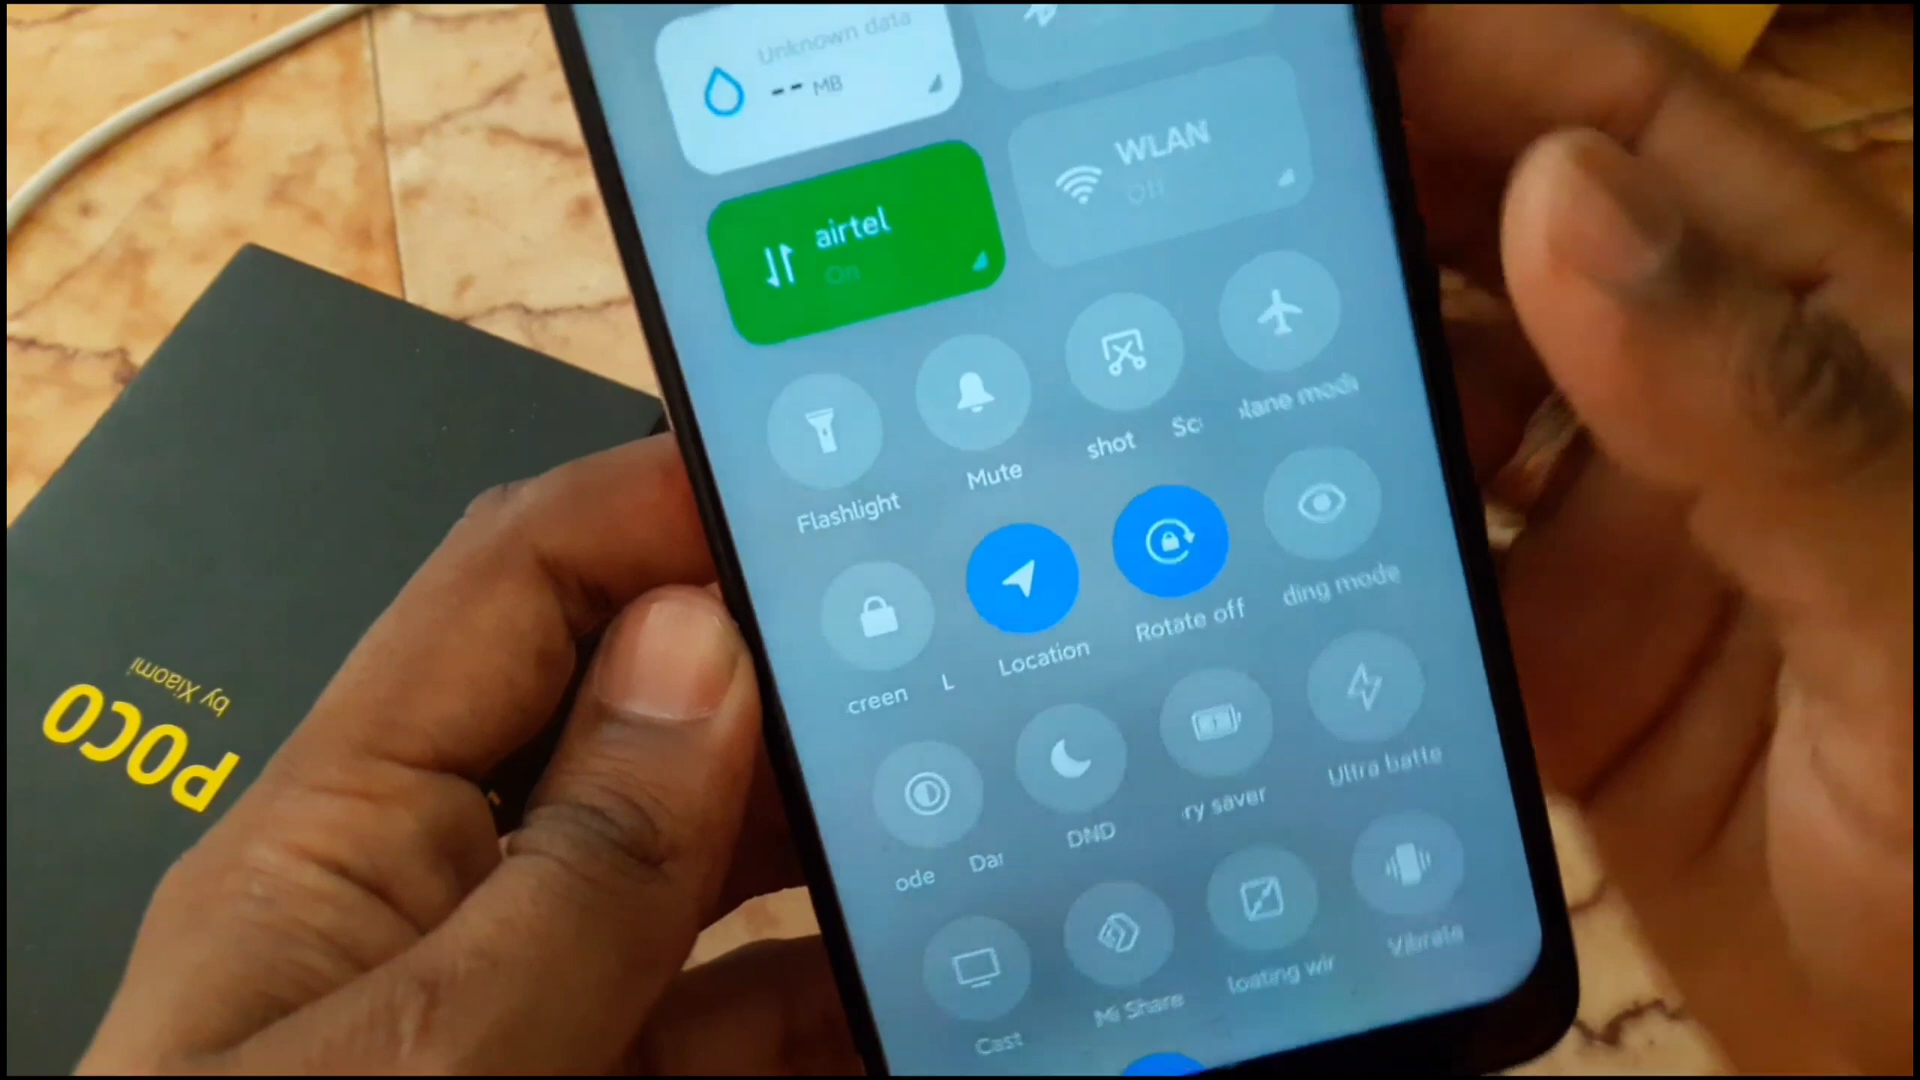 Unknown data
-- MB
WLAN
Off
airtel
On
Flashlight
Mute
shot Sc
lane mode
creen L
Location
Rotate off
ding mode
ode Dar
DND
ry saver
Ultra batte
Cast
Mi Share
loating wir
Vibrate
POCO
by Xiaomi